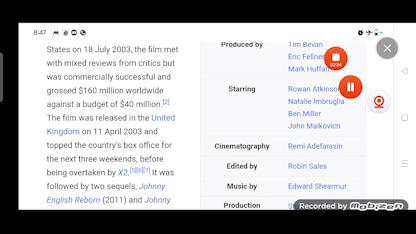 8:47
States on 18 July 2003, the film met
with mixed reviews from critics but
was commercially successful and
grossed $160 million worldwide
against a budget of $40 million.[2]
The film was released in the United
Kingdom on 11 April 2003 and
topped the country's box office for
the next three weekends, before
being overtaken by X2.[5][6][7] It was
followed by two sequels, Johnny
English Reborn (2011) and Johnny
Produced by
Tim Bevan
Eric Fellner
Mark Huffam
02:04
Starring
Rowan Atkinson
Natalie Imbruglia
Ben Miller
John Malkovich
Cinematography
Remi Adefarasin
Edited by
Robin Sales
Music by
Edward Shearmur
Production
Recorded by MOBIZEN